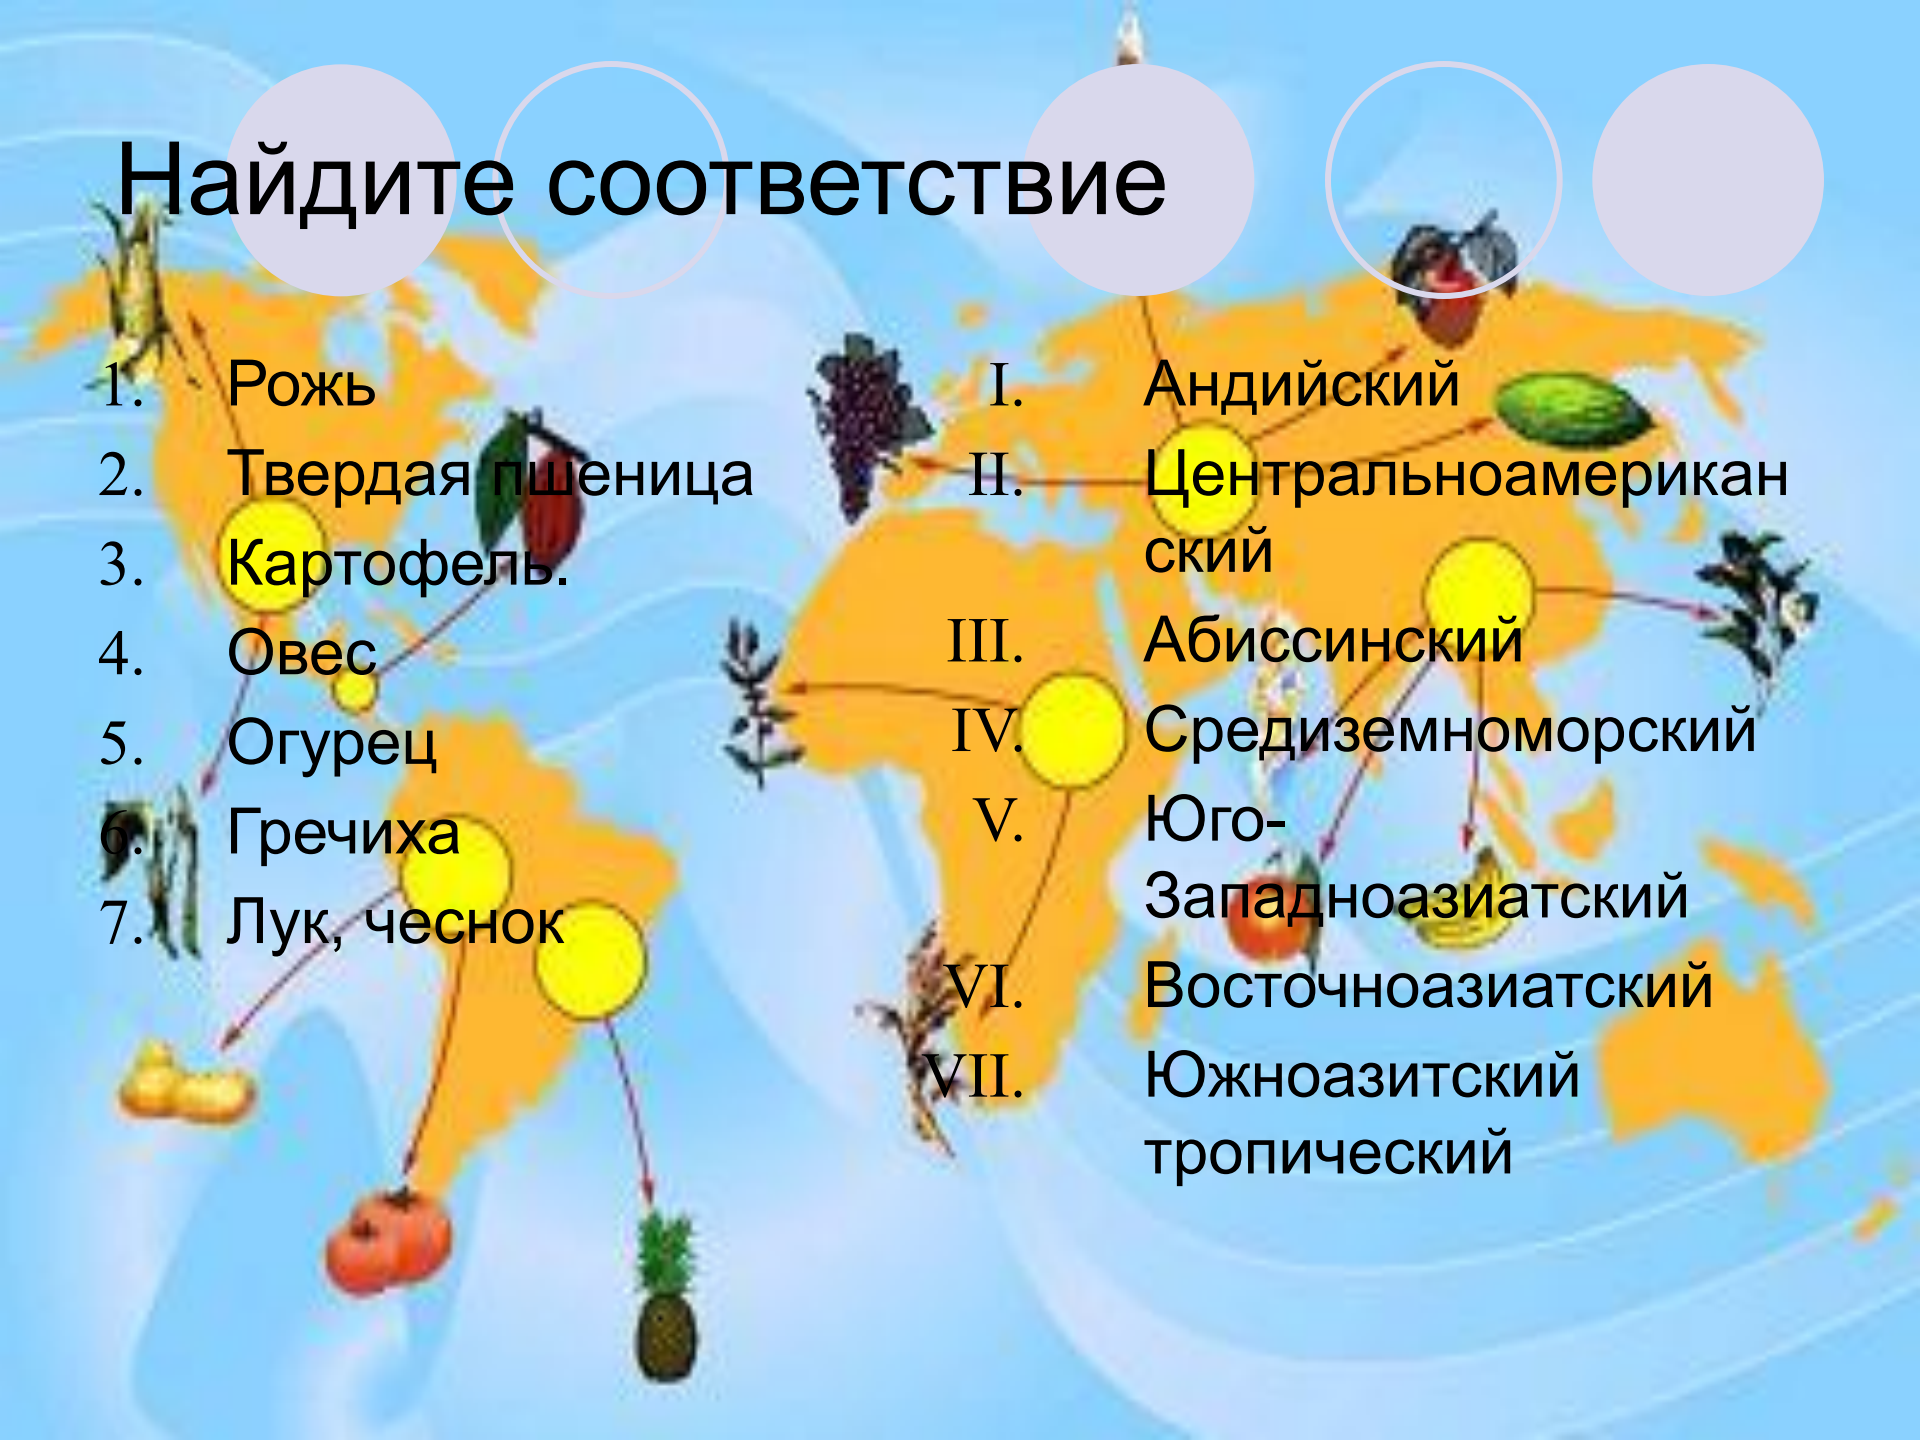 Найдите соответствие
1. Рожь
2. Твердая пшеница
3. Картофель.
4. Овес
5. Огурец
6. Гречиха
7. Лук, чеснок
I. Андийский
II. Центральноамерикан
ский
III. Абиссинский
IV. Средиземноморский
V. Юго-
Западноазиатский
VI. Восточноазиатский
VII. Южноазитский
тропический